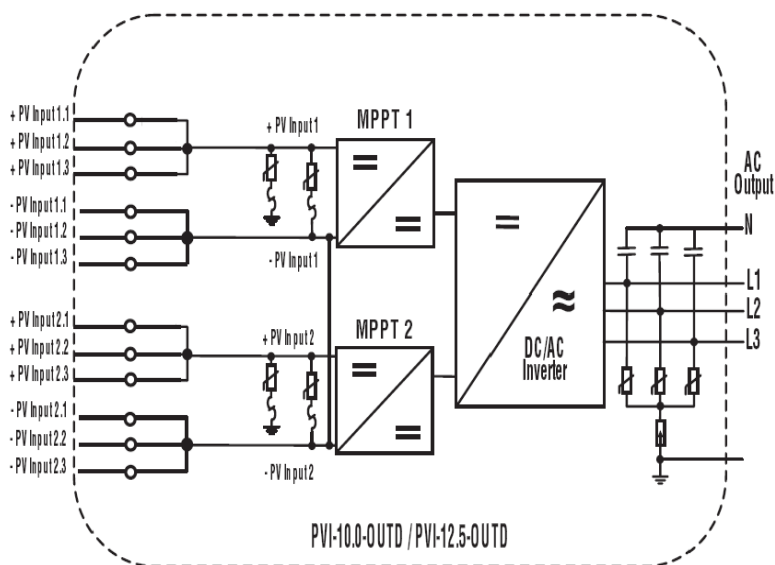 + PV Input 1.1
+ PV Input 1.2
+ PV Input 1.3
- PV Input 1.1
- PV Input 1.2
- PV Input 1.3
+ PV Input 1
- PV Input 1
MPPT 1
+ PV Input 2.1
+ PV Input 2.2
+ PV Input 2.3
- PV Input 2.1
- PV Input 2.2
- PV Input 2.3
+ PV Input 2
- PV Input 2
MPPT 2
DC/AC
Inverter
AC
Output
N
L1
L2
L3
PVI-10.0-OUTD / PVI-12.5-OUTD